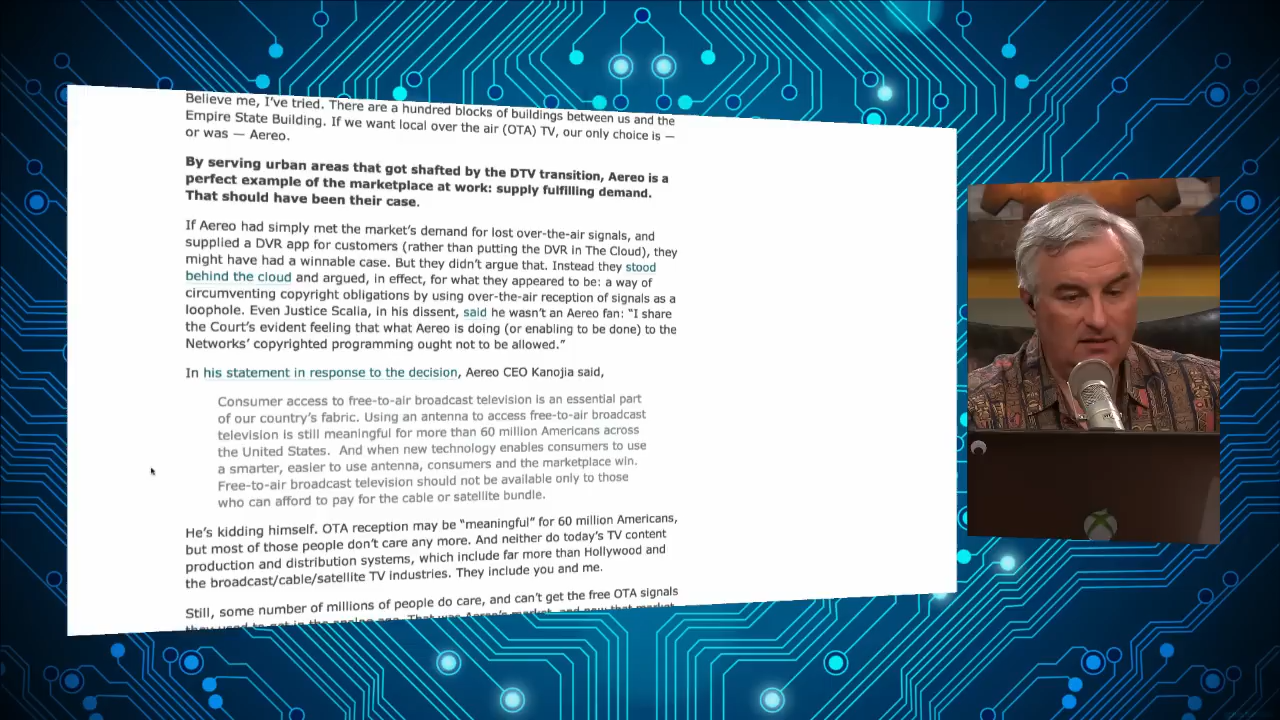 Believe me, I've tried. There are a hundred blocks of buildings between us and the
Empire State Building. If we want local over the air (OTA) TV, our only choice is —
or was — Aereo.
By serving urban areas that got shafted by the DTV transition, Aereo is a
perfect example of the marketplace at work: supply fulfilling demand.
That should have been their case.
If Aereo had simply met the market's demand for lost over-the-air signals, and
supplied a DVR app for customers (rather than putting the DVR in The Cloud), they
might have had a winnable case. But they didn't argue that. Instead they stood
behind the cloud and argued, in effect, for what they appeared to be: a way of
circumventing copyright obligations by using over-the-air reception of signals as a
loophole. Even Justice Scalia, in his dissent, said he wasn't an Aereo fan: "I share
the Court's evident feeling that what Aereo is doing (or enabling to be done) to the
Networks' copyrighted programming ought not to be allowed."
In his statement in response to the decision, Aereo CEO Kanojia said,
Consumer access to free-to-air broadcast television is an essential part
of our country's fabric. Using an antenna to access free-to-air broadcast
television is still meaningful for more than 60 million Americans across
the United States.  And when new technology enables consumers to use
a smarter, easier to use antenna, consumers and the marketplace win.
Free-to-air broadcast television should not be available only to those
who can afford to pay for the cable or satellite bundle.
He's kidding himself. OTA reception may be "meaningful" for 60 million Americans,
but most of those people don't care any more. And neither do today's TV content
production and distribution systems, which include far more than Hollywood and
the broadcast/cable/satellite TV industries. They include you and me.
Still, some number of millions of people do care, and can't get the free OTA signals